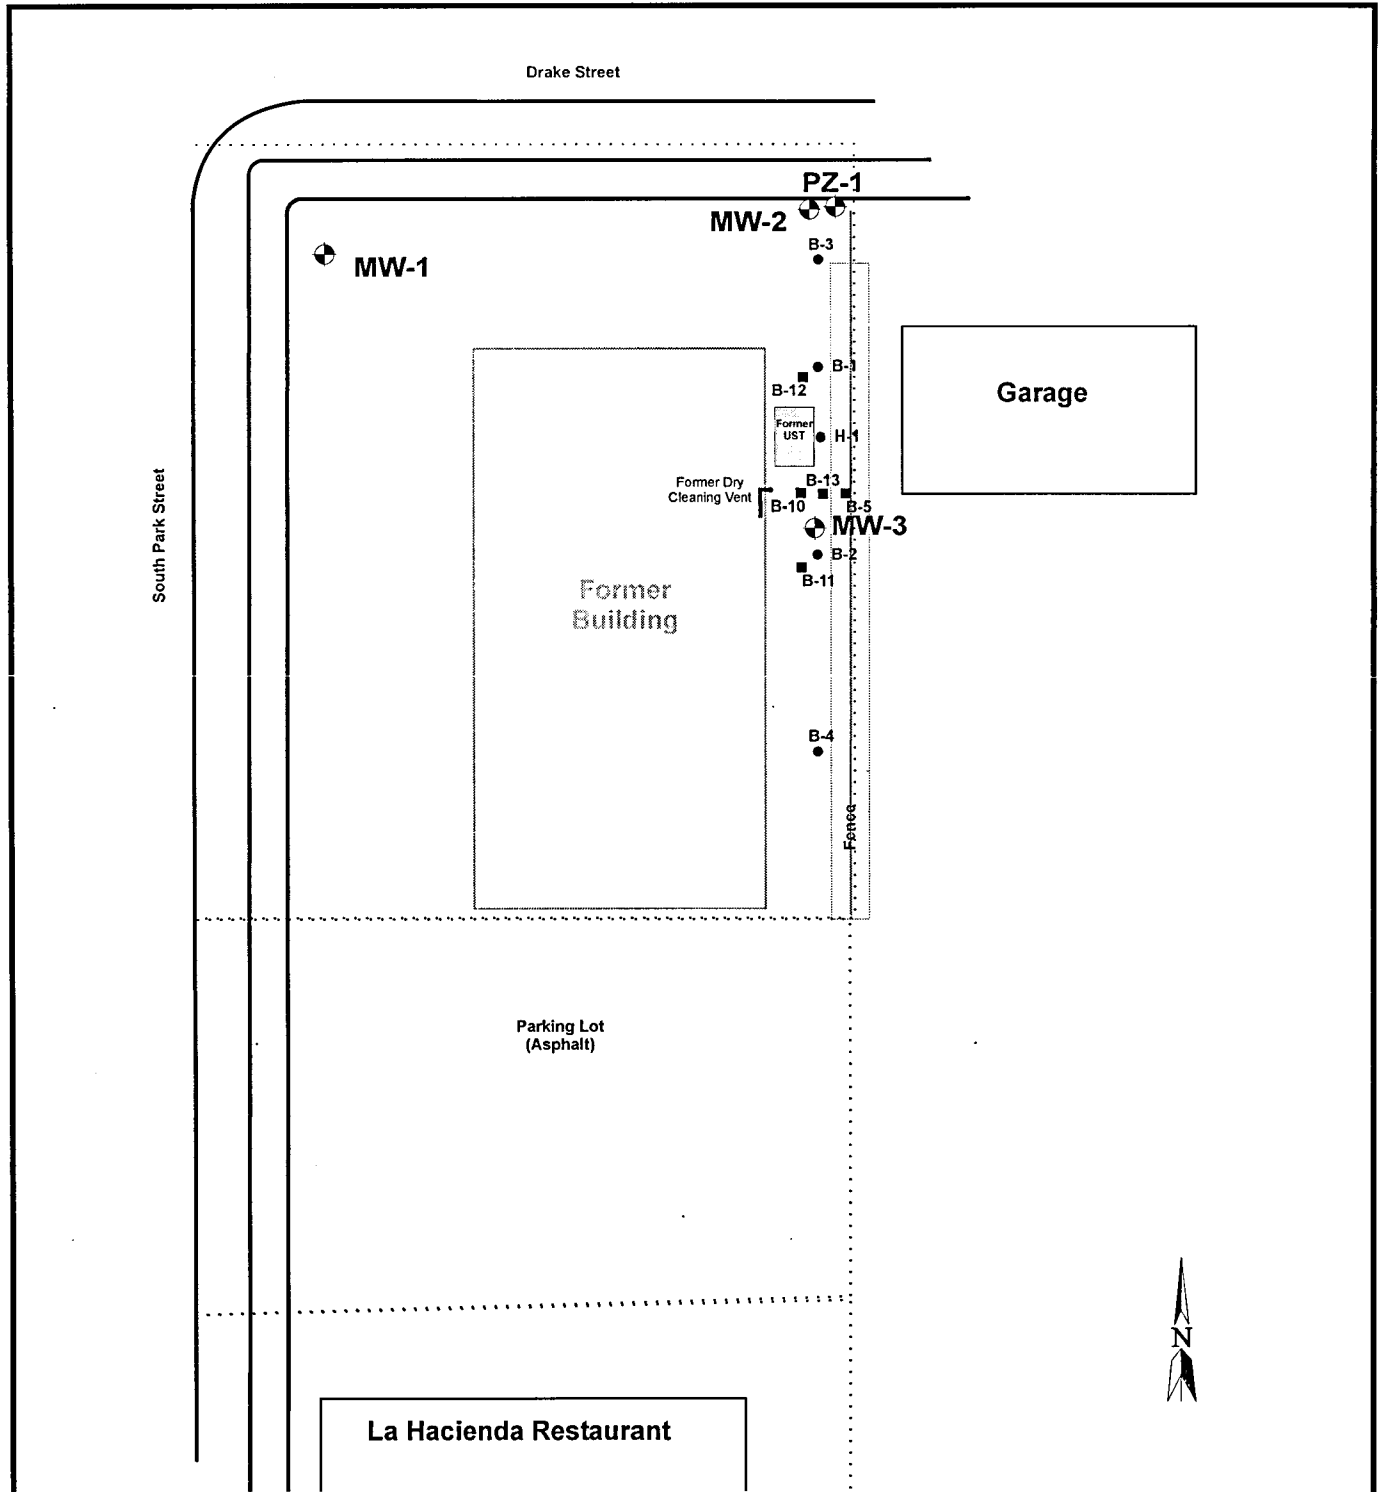 Drake Street
PZ-1
MW-2
B-3
MW-1
B-1
B-12
Garage
Former
UST
H-1
Former Dry
Cleaning Vent
B-13
B-10
B-5
MW-3
B-2
B-11
South Park Street
Former
Building
B-4
Fence
Parking Lot
(Asphalt)
N
La Hacienda Restaurant